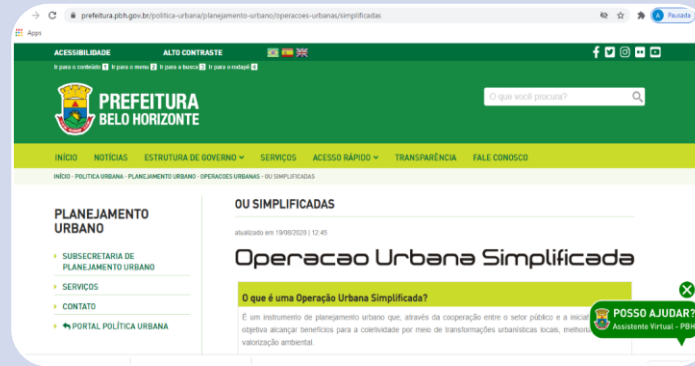 prefeitura.pbh.gov.br/politica-urbana/planejamento-urbano/operacoes-urbanas/simplificadas
A Pausada
Apps
ACESSIBILIDADE ALTO CONTRASTE
Ir para o conteúdo 1 Ir para o menu 2 Ir para a busca 3 Ir para o rodapé 4
PREFEITURA
BELO HORIZONTE
O que você procura?
INÍCIO NOTÍCIAS ESTRUTURA DE GOVERNO SERVIÇOS ACESSO RÁPIDO TRANSPARÊNCIA FALE CONOSCO
INÍCIO - POLITICA URBANA - PLANEJAMENTO URBANO - OPERACOES URBANAS - OU SIMPLIFICADAS
PLANEJAMENTO
URBANO
SUBSECRETARIA DE
PLANEJAMENTO URBANO
SERVIÇOS
CONTATO
PORTAL POLÍTICA URBANA
OU SIMPLIFICADAS
atualizado em 19/08/2020 | 12:45
Operacao Urbana Simplificada
O que é uma Operação Urbana Simplificada?
É um instrumento de planejamento urbano que, através da cooperação entre o setor público e a
objetiva alcançar benefícios para a coletividade por meio de transformações urbanísticas locais,
valorização ambiental.
POSSO AJUDAR?
Assistente Virtual - PBH